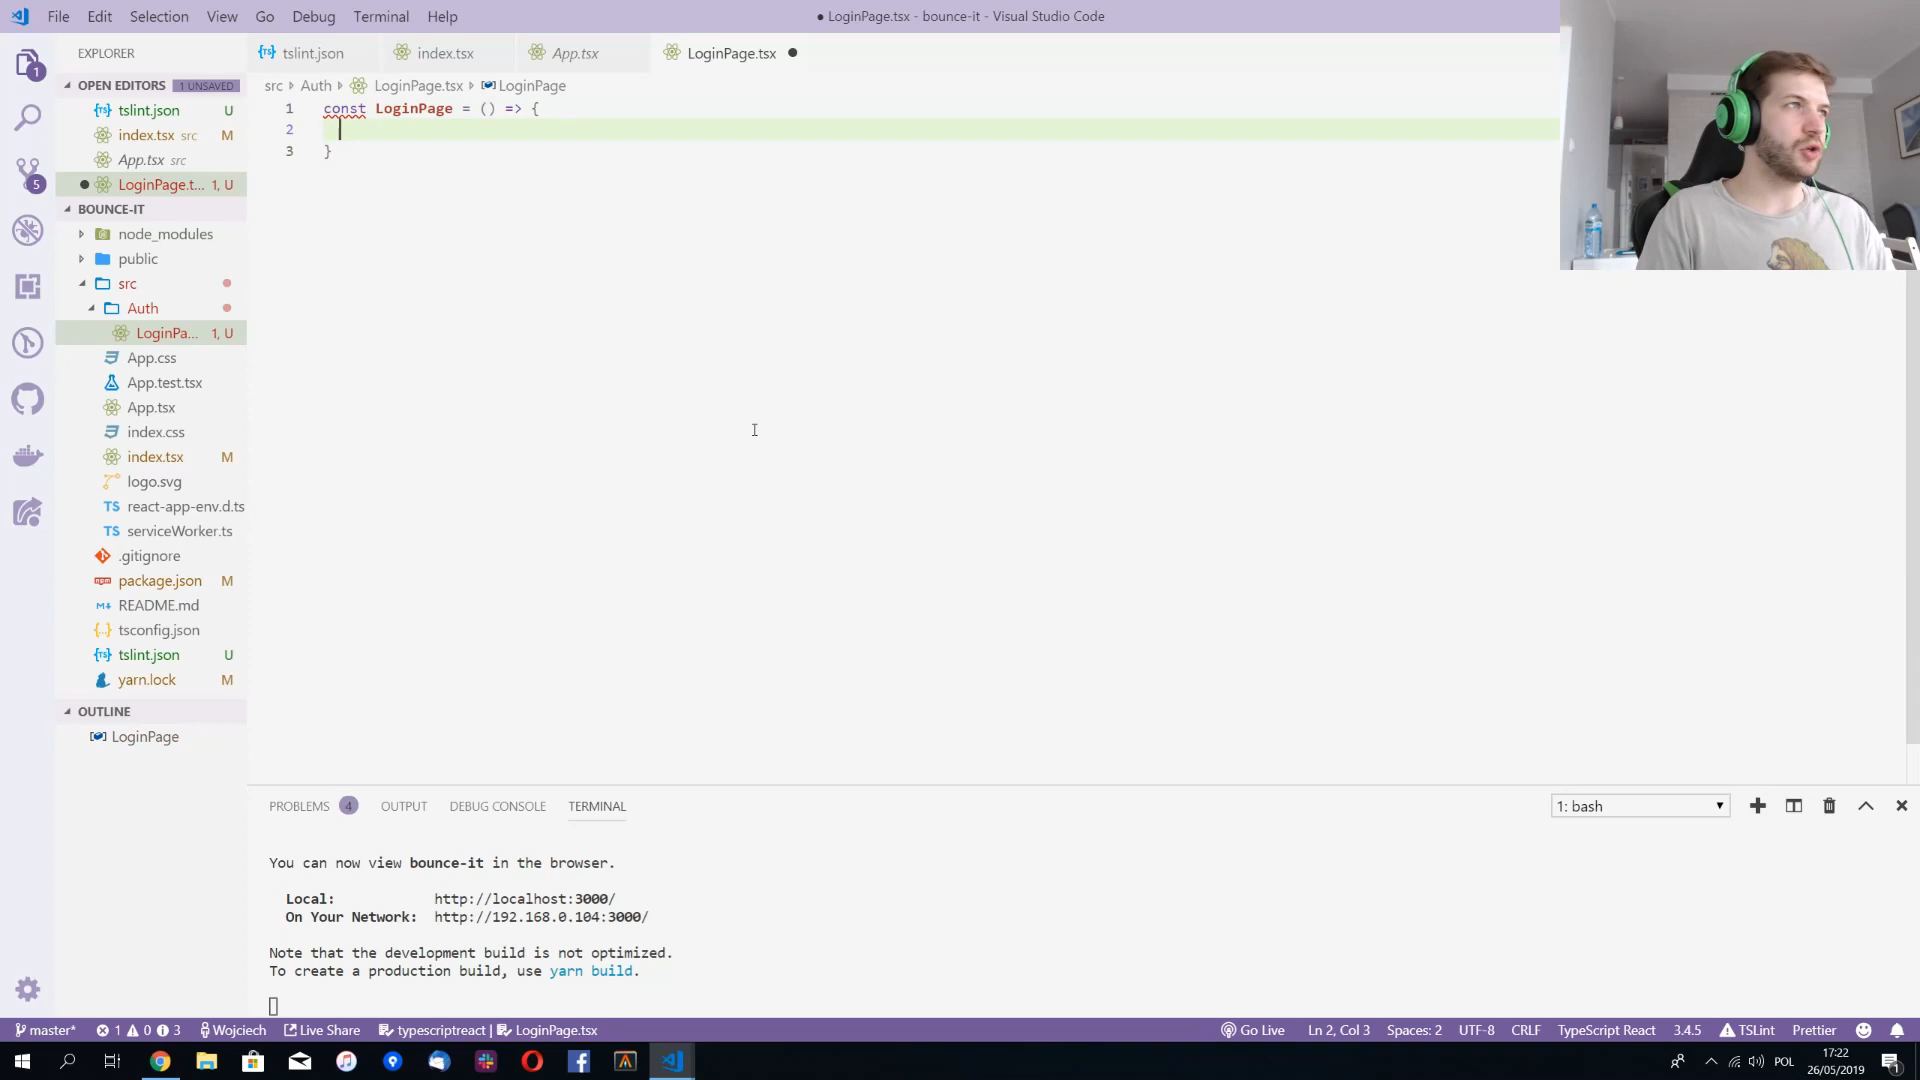 File Edit Selection View Go Debug Terminal Help
● LoginPage.tsx - bounce-it - Visual Studio Code
1
EXPLORER
OPEN EDITORS 1 UNSAVED
tslint.json U
index.tsx src M
App.tsx src
LoginPage.t... 1, U
5
BOUNCE-IT
node_modules
public
src
Auth
LoginPa... 1, U
App.css
App.test.tsx
App.tsx
index.css
index.tsx M
logo.svg
react-app-env.d.ts
serviceWorker.ts
.gitignore
package.json M
README.md
tsconfig.json
tslint.json U
yarn.lock M
OUTLINE
LoginPage
tslint.json index.tsx App.tsx LoginPage.tsx
src Auth LoginPage.tsx LoginPage
1 const LoginPage = () => {
2
3 }
PROBLEMS 4 OUTPUT DEBUG CONSOLE TERMINAL
1: bash
You can now view bounce-it in the browser.
Local: http://localhost:3000/
On Your Network: http://192.168.0.104:3000/
Note that the development build is not optimized.
To create a production build, use yarn build.
master* 1 0 3 Wojciech Live Share typescriptreact | LoginPage.tsx
Go Live Ln 2, Col 3 Spaces: 2 UTF-8 CRLF TypeScript React 3.4.5 TSLint Prettier
POL 17:22
26/05/2019
1